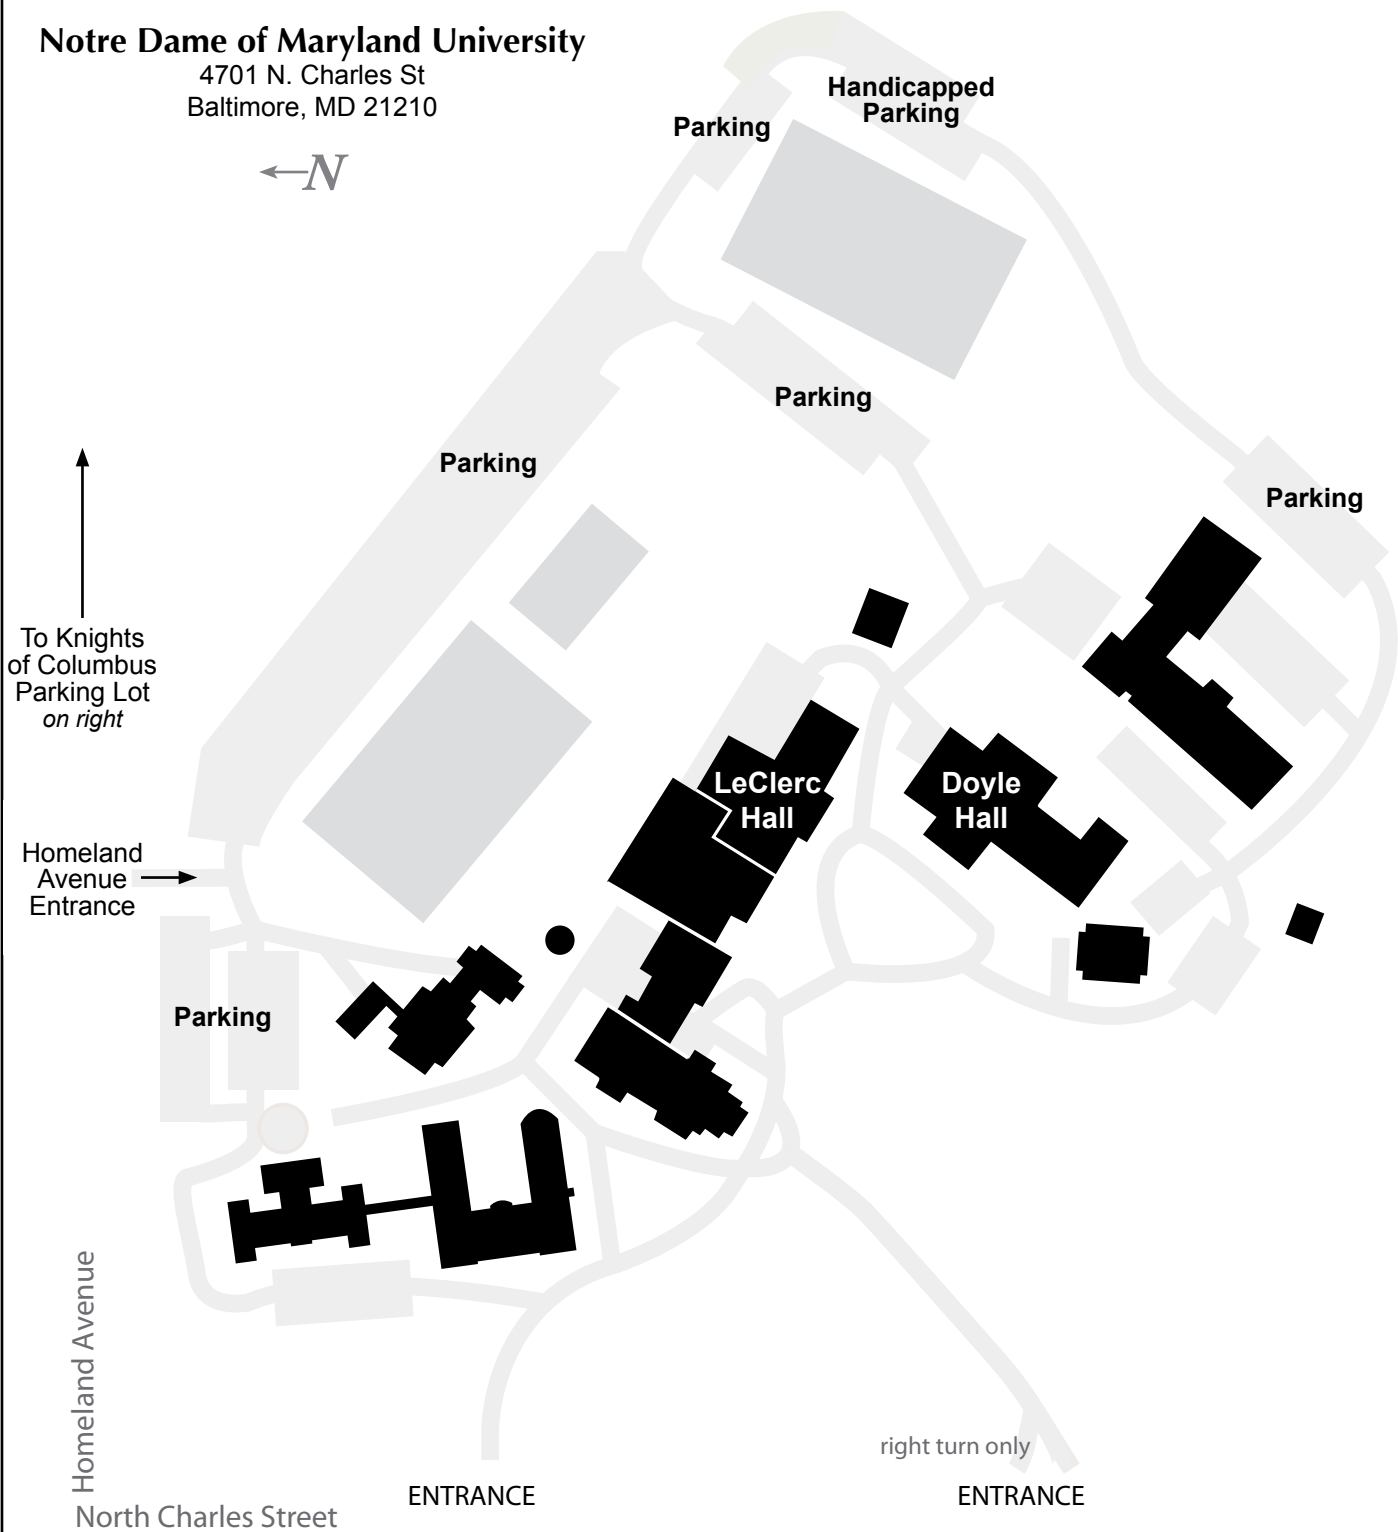 Notre Dame of Maryland University
4701 N. Charles St
Baltimore, MD 21210
N
Handicapped
Parking
Parking
Parking
Parking
Parking
To Knights
of Columbus
Parking Lot
on right
LeClerc
Hall
Doyle
Hall
Homeland
Avenue
Entrance
Parking
Homeland Avenue
right turn only
ENTRANCE
ENTRANCE
North Charles Street